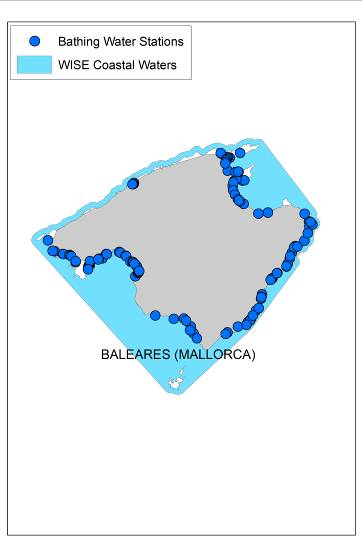 Bathing Water Stations
WISE Coastal Waters
BALEARES (MALLORCA)